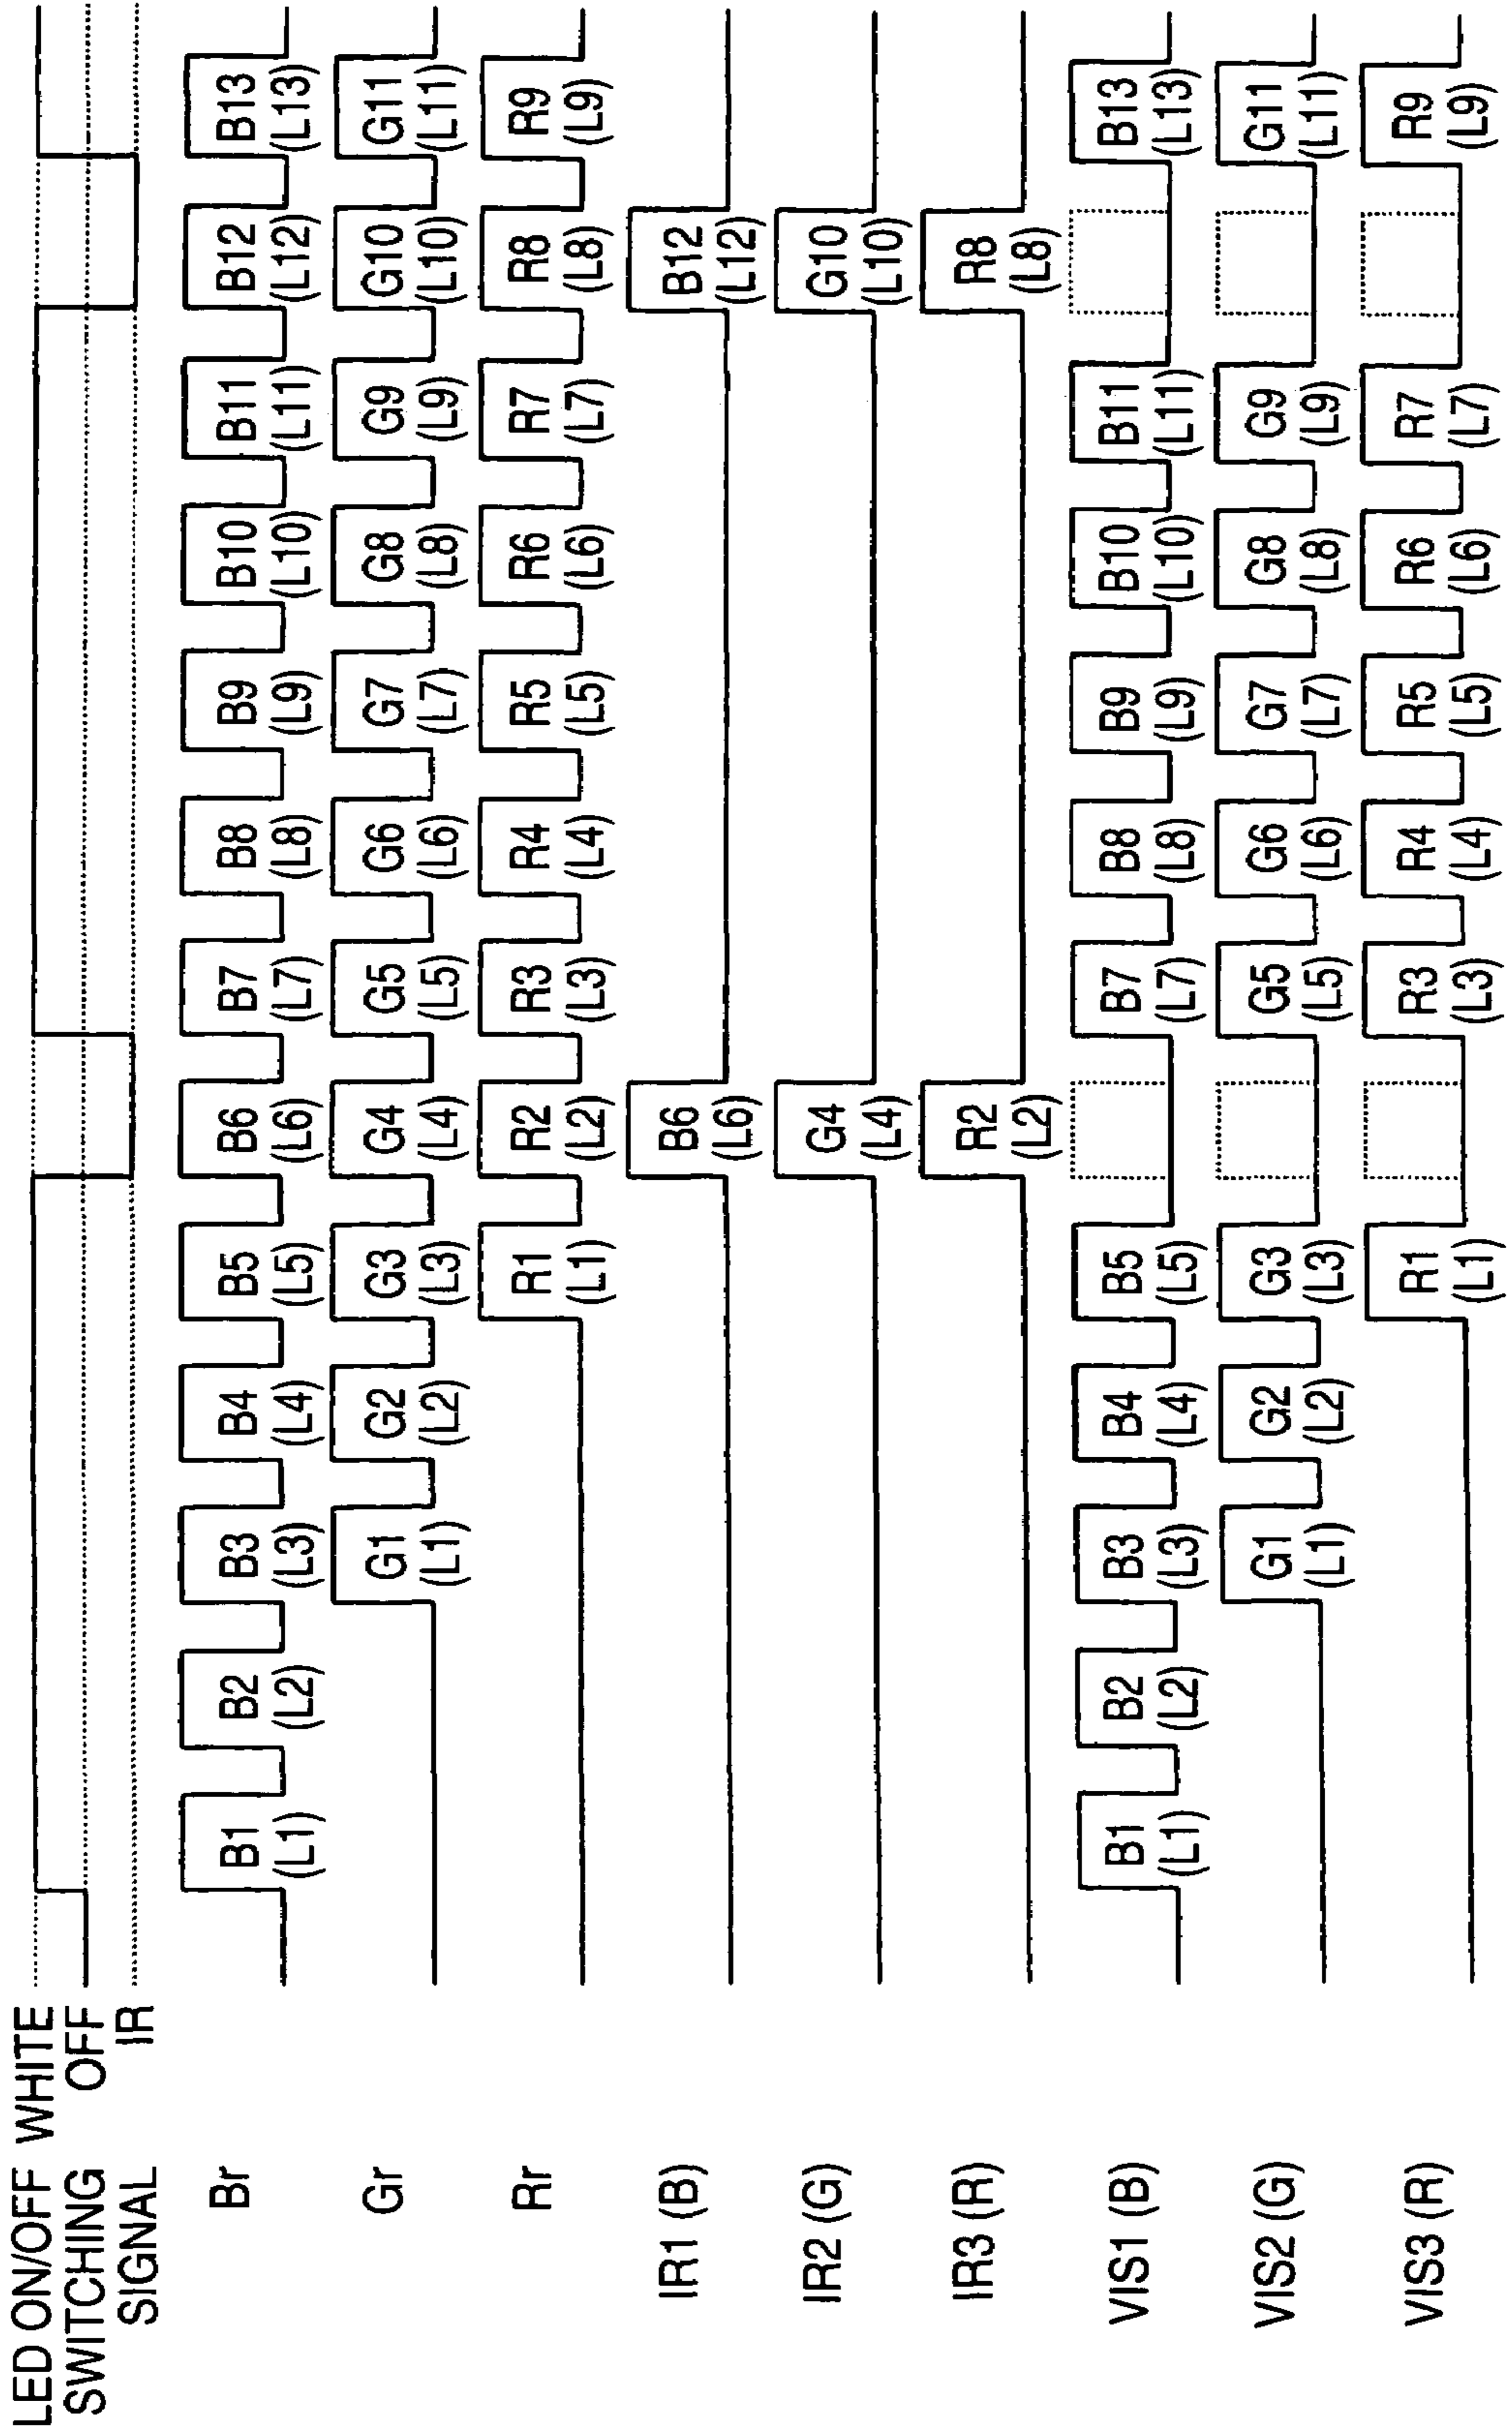 LED ON/OFF WHITE
SWITCHING OFF
SIGNAL IR
Br
B1 B2 B3 B4 B5 B6 B7 B8 B9 B10 B11 B12 B13
(L1) (L2) (L3) (L4) (L5) (L6) (L7) (L8) (L9) (L10) (L11) (L12) (L13)
Gr
G1 G2 G3 G4 G5 G6 G7 G8 G9 G10 G11
(L1) (L2) (L3) (L4) (L5) (L6) (L7) (L8) (L9) (L10) (L11)
Rr
R1 R2 R3 R4 R5 R6 R7 R8 R9
(L1) (L2) (L3) (L4) (L5) (L6) (L7) (L8) (L9)
IR1 (B)
B6 B12
(L6) (L12)
IR2 (G)
G4 G10
(L4) (L10)
IR3 (R)
R2 R8
(L2) (L8)
VIS1 (B)
B1 B2 B3 B4 B5 B7 B8 B9 B10 B11 B13
(L1) (L2) (L3) (L4) (L5) (L7) (L8) (L9) (L10) (L11) (L13)
VIS2 (G)
G1 G2 G3 G5 G6 G7 G8 G9 G11
(L1) (L2) (L3) (L5) (L6) (L7) (L8) (L9) (L11)
VIS3 (R)
R1 R3 R4 R5 R6 R7 R9
(L1) (L3) (L4) (L5) (L6) (L7) (L9)